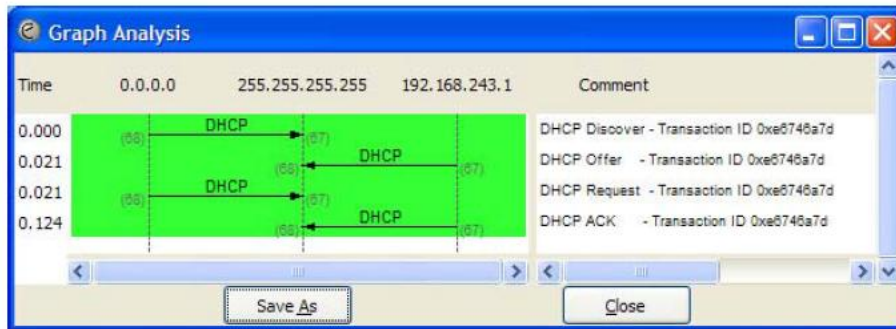 Graph Analysis
Time 0.0.0.0 255.255.255.255 192.168.243.1 Comment
0.000 (68) DHCP (67) DHCP Discover - Transaction ID 0xe6746a7d
0.021 (68) DHCP (67) DHCP Offer - Transaction ID 0xe6746a7d
0.021 (68) DHCP (67) DHCP Request - Transaction ID 0xe6746a7d
0.124 (68) DHCP (67) DHCP ACK - Transaction ID 0xe6746a7d
Save As Close